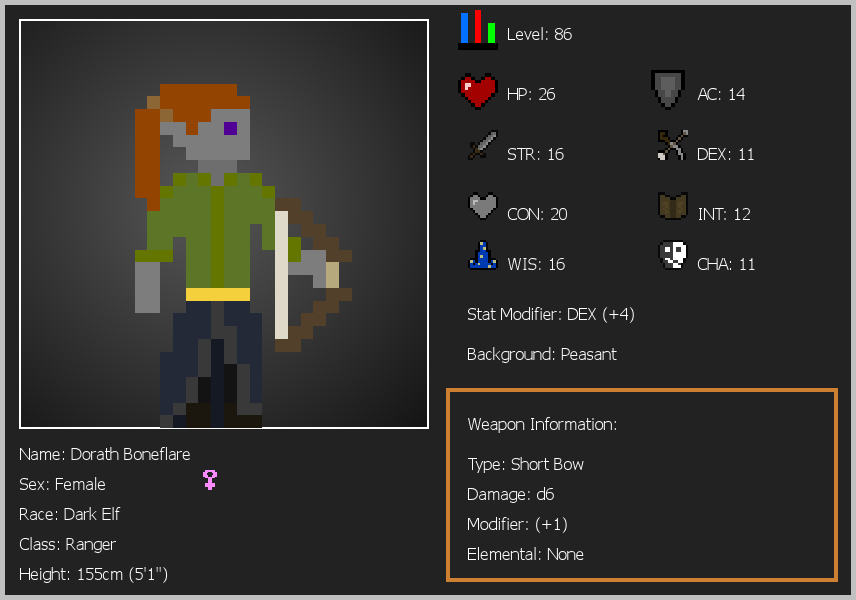 Level: 86
HP: 26
AC: 14
STR: 16
DEX: 11
CON: 20
INT: 12
WIS: 16
CHA: 11
Stat Modifier: DEX (+4)
Background: Peasant
Weapon Information:
Type: Short Bow
Damage: d6
Modifier: (+1)
Elemental: None
Name: Dorath Boneflare
Sex: Female
Race: Dark Elf
Class: Ranger
Height: 155cm (5'1")